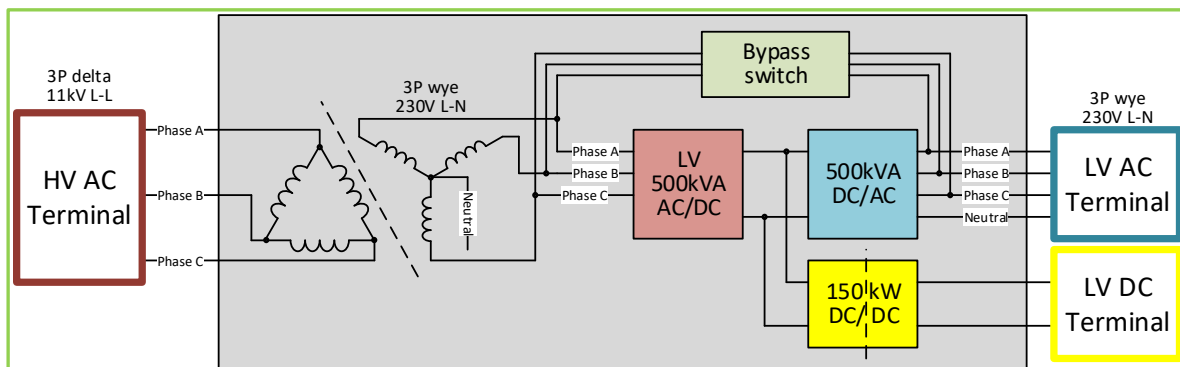 3P delta
11kV L-L
HV AC
Terminal
Phase A
Phase B
Phase C
3P wye
230V L-N
Neutral
Bypass
switch
Phase A
Phase B
Phase C
LV
500kVA
AC/DC
500kVA
DC/AC
150 kW
DC/DC
Phase A
Phase B
Phase C
Neutral
3P wye
230V L-N
LV AC
Terminal
LV DC
Terminal